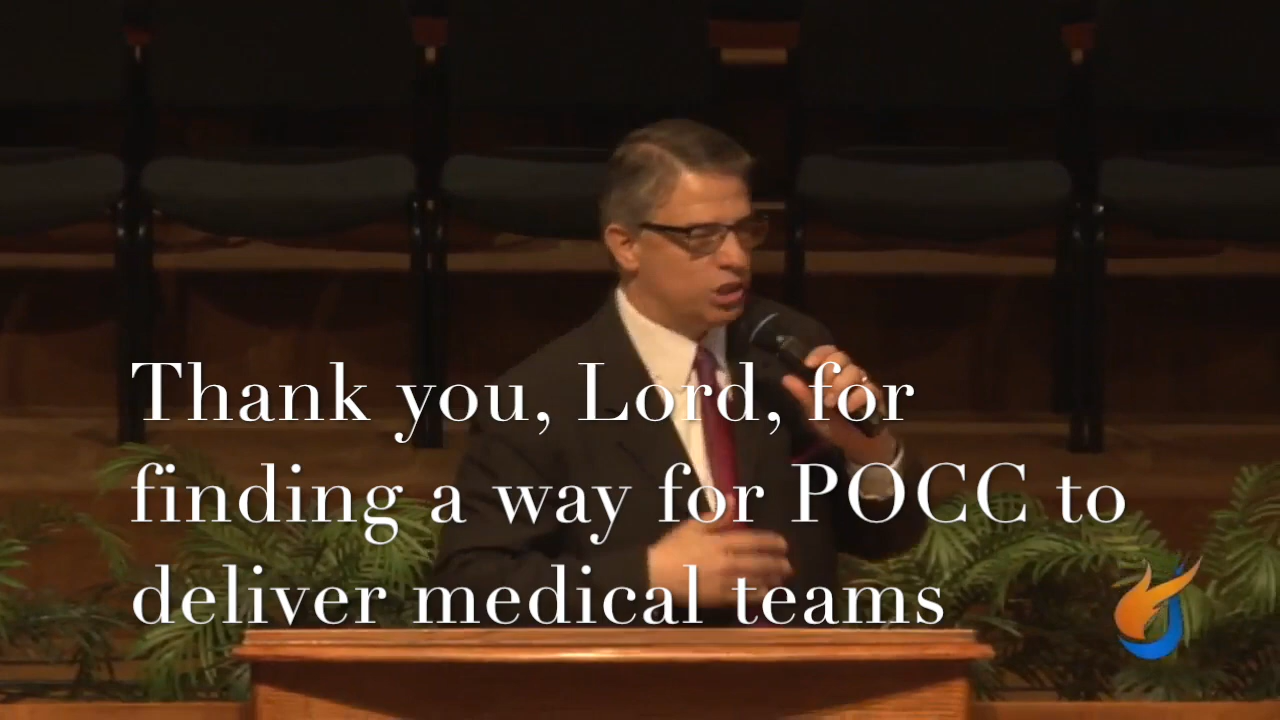 Thank you, Lord, for
finding a way for POCC to
deliver medical teams